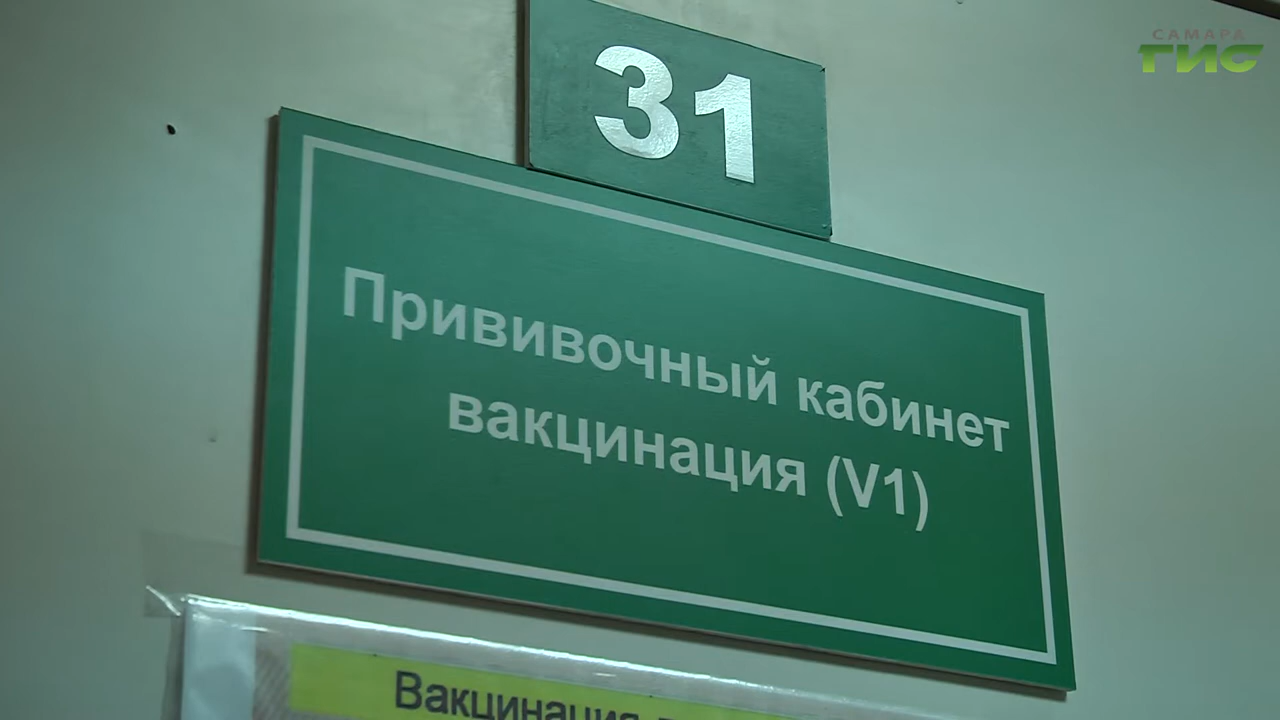 САМАРА
ГИС
31
Прививочный кабинет
вакцинация (V1)
Вакцинация